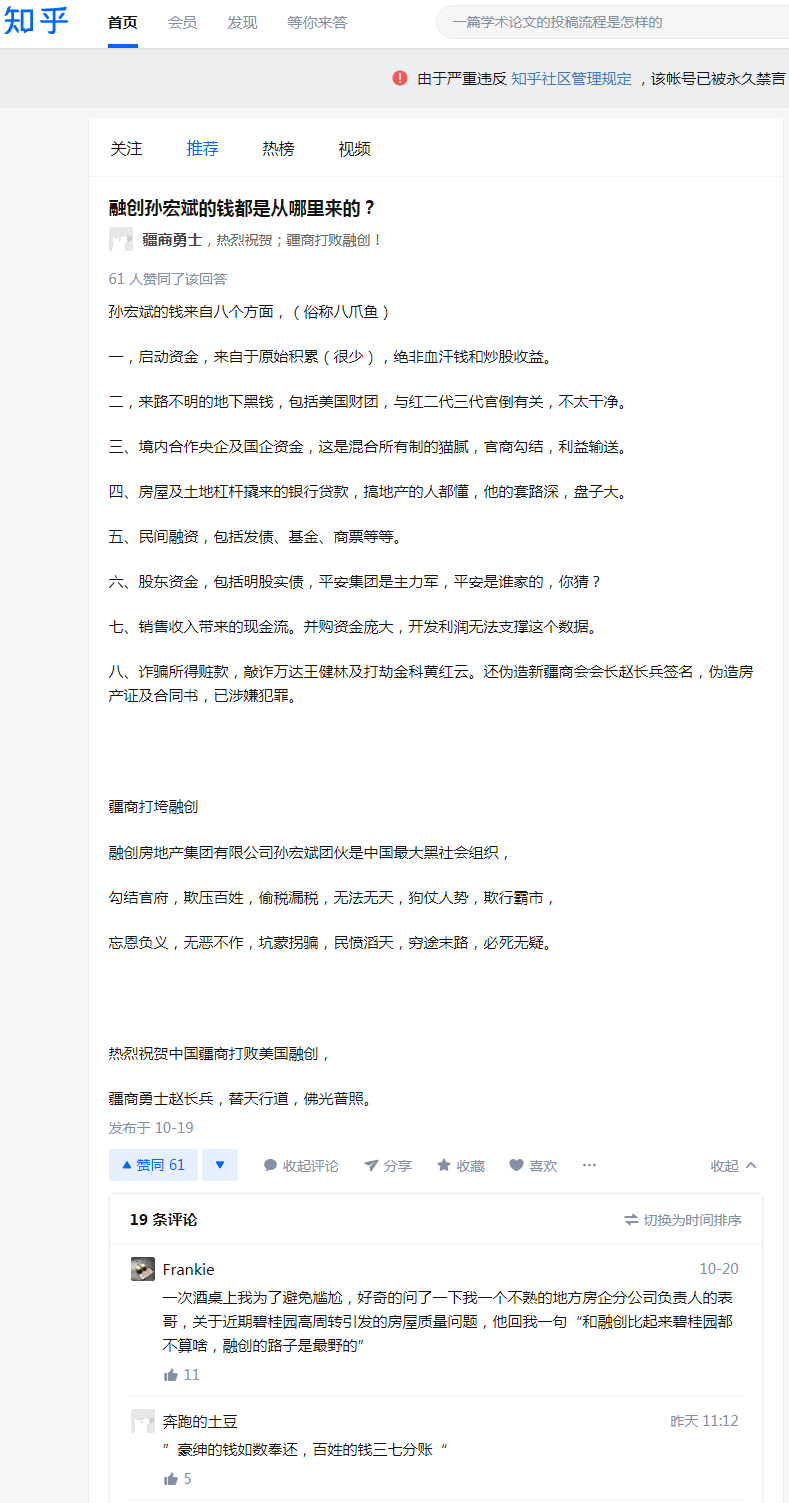 知乎
首页 会员 发现 等你来答 一篇学术论文的投稿流程是怎样的
由于严重违反 知乎社区管理规定 ，该帐号已被永久禁言
关注 推荐 热榜 视频
融创孙宏斌的钱都是从哪里来的？
疆商勇士，热烈祝贺；疆商打败融创！
61 人赞同了该回答
孙宏斌的钱来自八个方面，（俗称八爪鱼）
一，启动资金，来自于原始积累（很少），绝非血汗钱和炒股收益。
二，来路不明的地下黑钱，包括美国财团，与红二代三代官倒有关，不太干净。
三、境内合作央企及国企资金，这是混合所有制的猫腻，官商勾结，利益输送。
四、房屋及土地杠杆撬来的银行贷款，搞地产的人都懂，他的套路深，盘子大。
五、民间融资，包括发债、基金、商票等等。
六、股东资金，包括明股实债，平安集团是主力军，平安是谁家的，你猜？
七、销售收入带来的现金流。并购资金庞大，开发利润无法支撑这个数据。
八、诈骗所得赃款，敲诈万达王健林及打劫金科黄红云。还伪造新疆商会会长赵长兵签名，伪造房
产证及合同书，已涉嫌犯罪。
疆商打垮融创
融创房地产集团有限公司孙宏斌团伙是中国最大黑社会组织，
勾结官府，欺压百姓，偷税漏税，无法无天，狗仗人势，欺行霸市，
忘恩负义，无恶不作，坑蒙拐骗，民愤滔天，穷途末路，必死无疑。
热烈祝贺中国疆商打败美国融创，
疆商勇士赵长兵，替天行道，佛光普照。
发布于 10-19
赞同 61 收起评论 分享 收藏 喜欢 ··· 收起
19 条评论 切换为时间排序
Frankie 10-20
一次酒桌上我为了避免尴尬，好奇的问了一下我一个不熟的地方房企分公司负责人的表
哥，关于近期碧桂园高周转引发的房屋质量问题，他回我一句“和融创比起来碧桂园都
不算啥，融创的路子是最野的”
11
奔跑的土豆 昨天 11:12
”豪绅的钱如数奉还，百姓的钱三七分账“
5